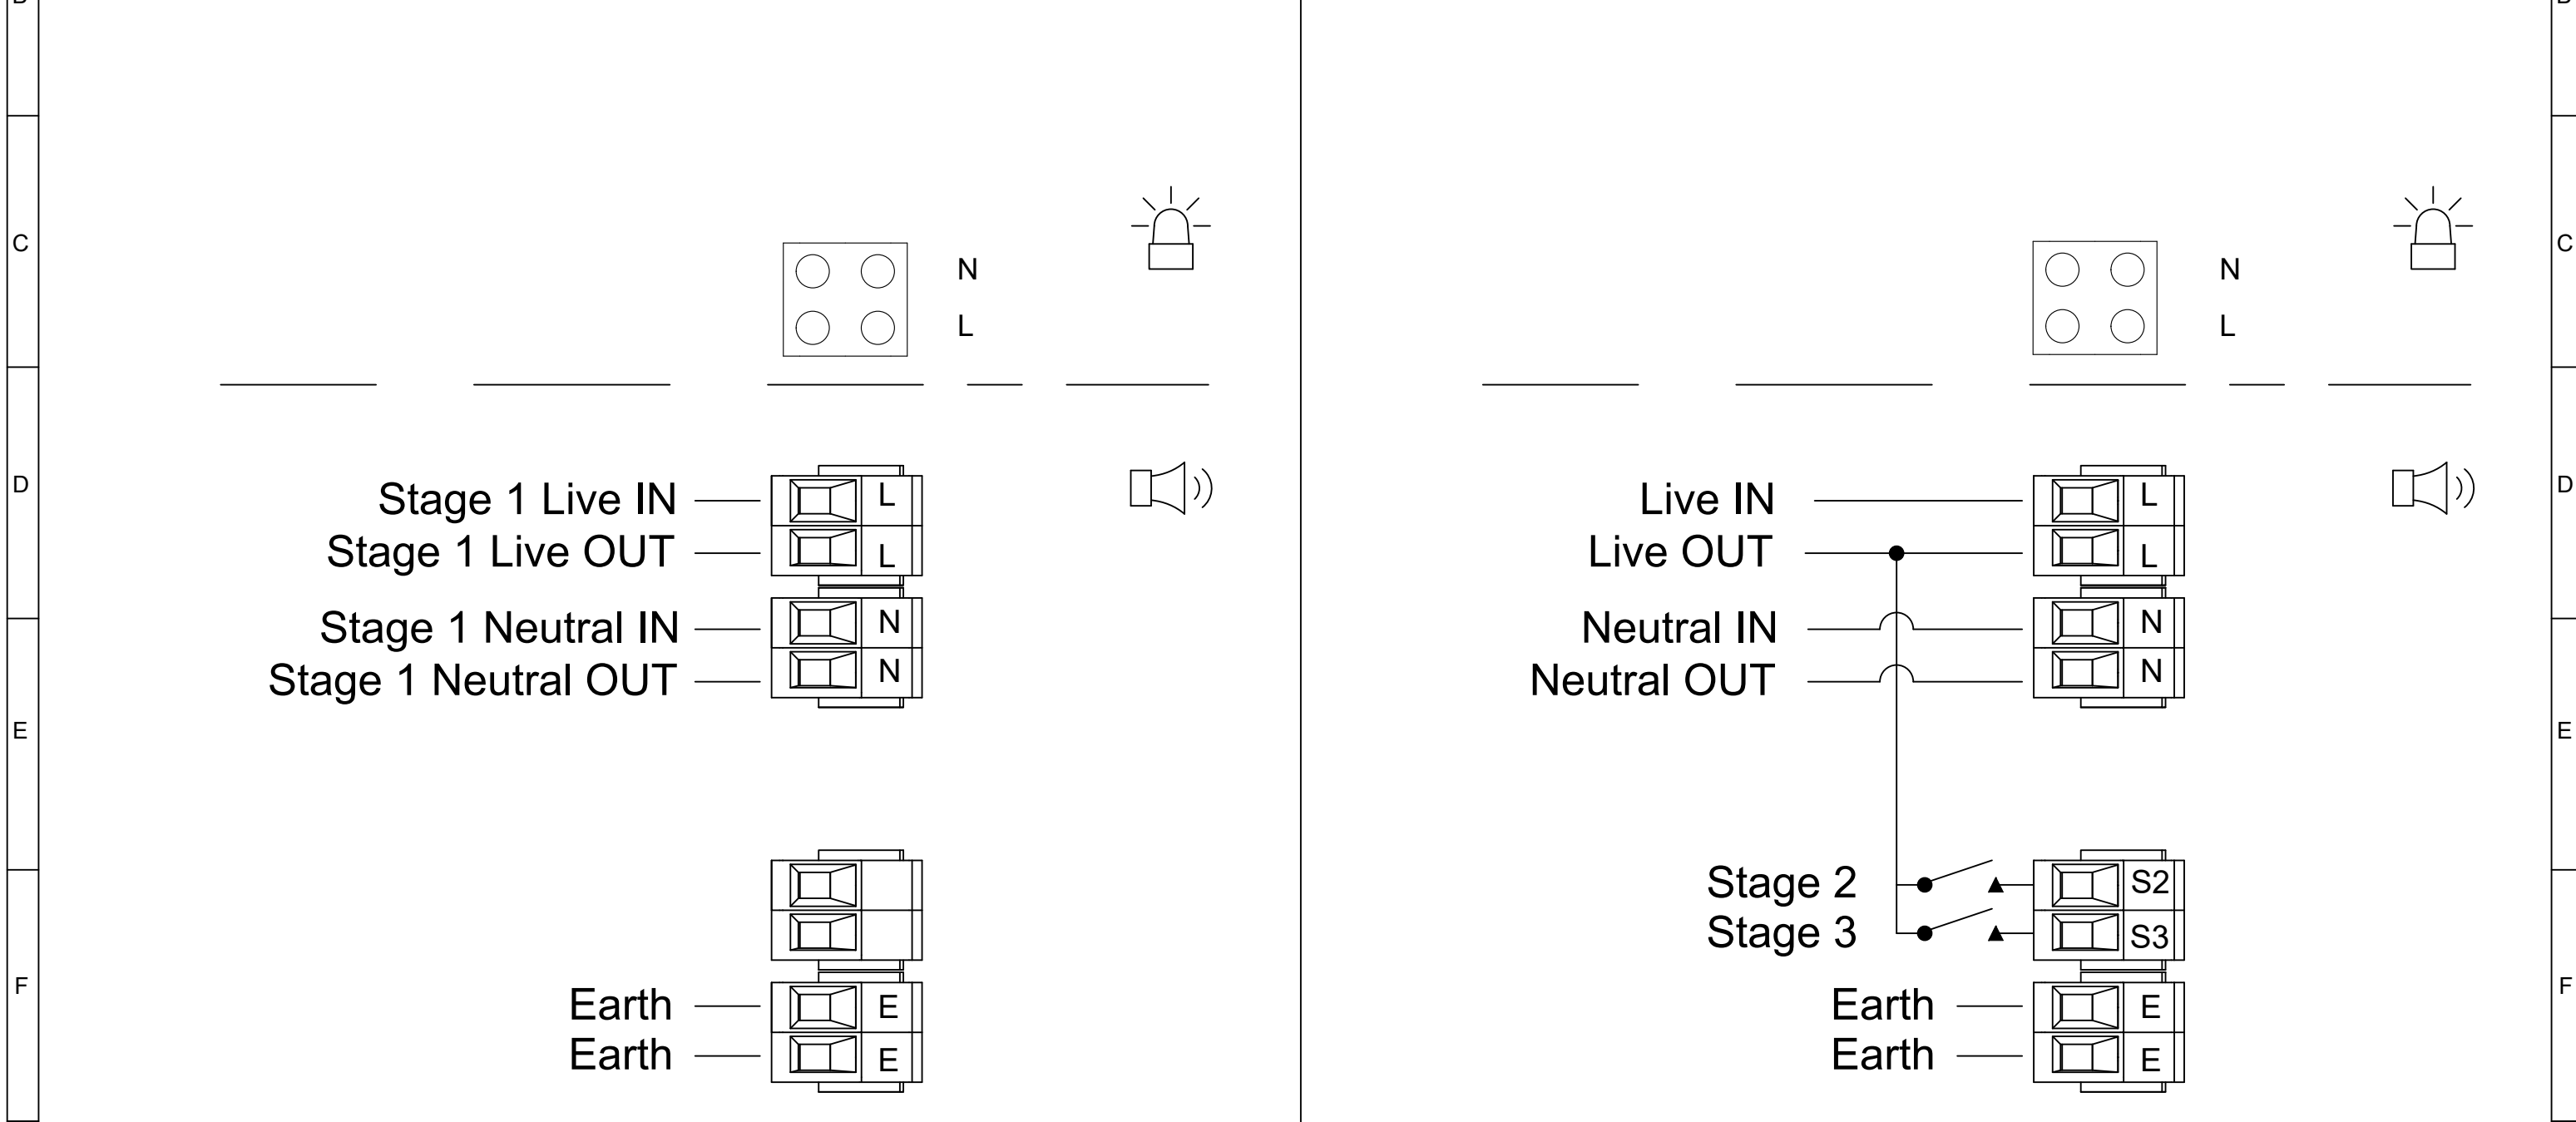 B
C
D
E
F
N
L
Stage 1 Live IN L
Stage 1 Live OUT L
Stage 1 Neutral IN N
Stage 1 Neutral OUT N
Earth E
Earth E
N
L
Live IN L
Live OUT L
Neutral IN N
Neutral OUT N
Stage 2 S2
Stage 3 S3
Earth E
Earth E
B
C
D
E
F